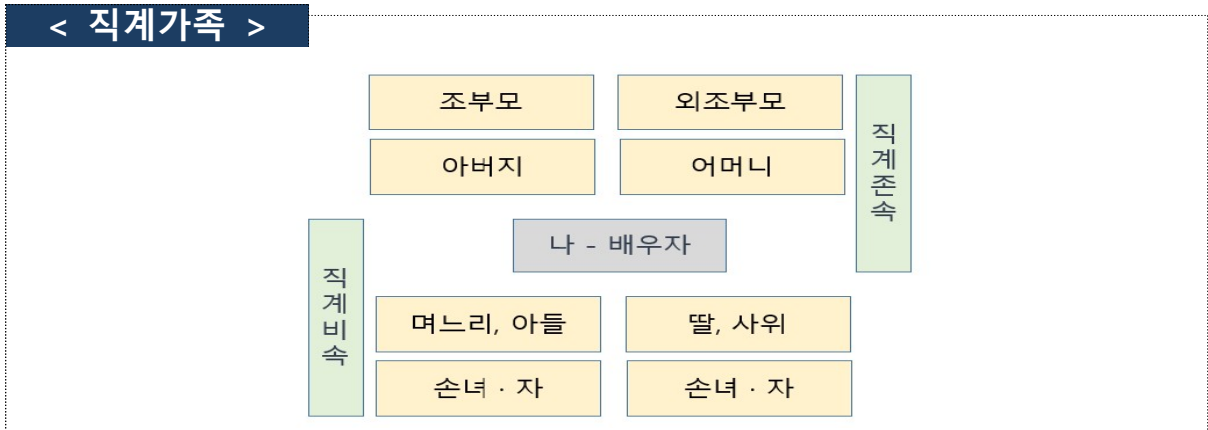 < 직계가족 >
조부모 외조부모
아버지 어머니
직계존속
나 - 배우자
직계비속
며느리, 아들 딸, 사위
손녀 · 자 손녀 · 자